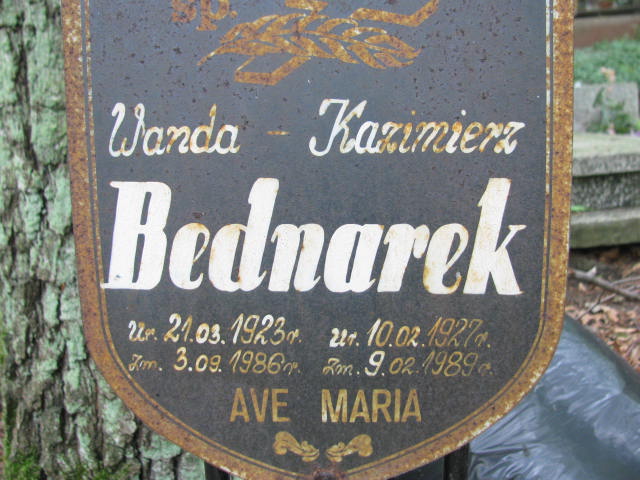 śp.
Wanda - Kazimierz
Bednarek
Ur. 21.03.1923r. Ur. 10.02.1927r.
Zm. 3.09.1986r. Zm. 9.02.1989r.
AVE MARIA